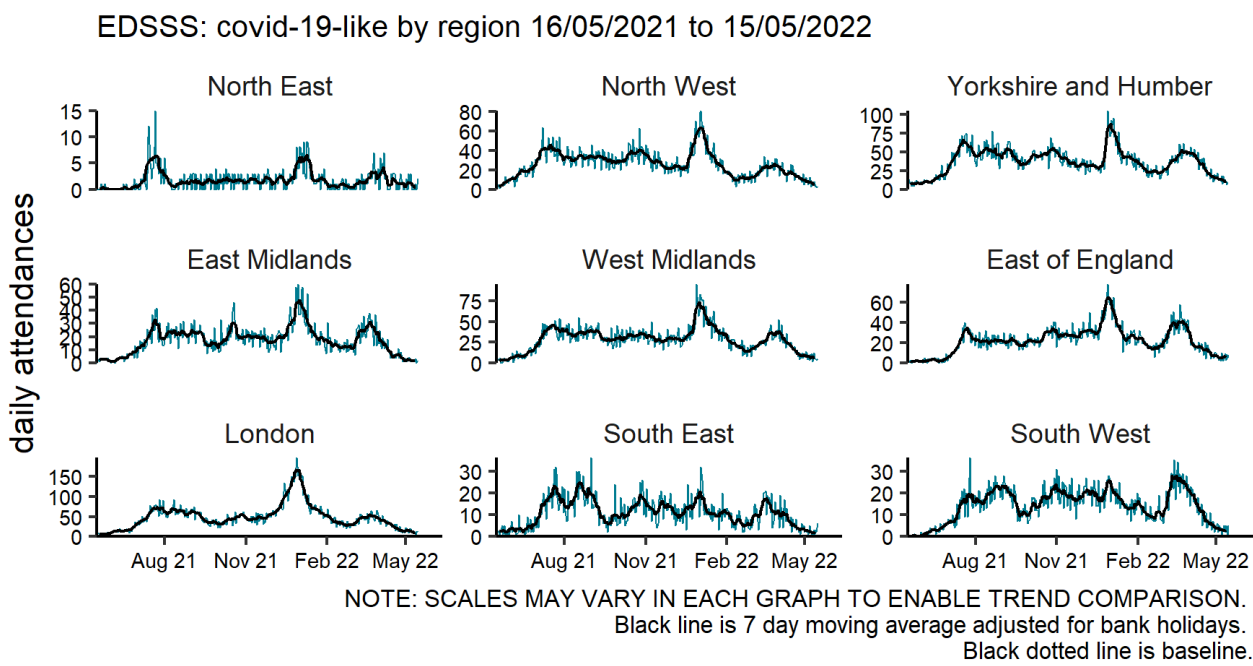 EDSSS: covid-19-like by region 16/05/2021 to 15/05/2022
North East
North West
Yorkshire and Humber
15
10
5
0
80
60
40
20
0
100
75
50
25
0
East Midlands
West Midlands
East of England
60
50
40
30
20
10
0
75
50
25
0
60
40
20
0
daily attendances
London
South East
South West
150
100
50
0
30
20
10
0
30
20
10
0
Aug 21 Nov 21 Feb 22 May 22
Aug 21 Nov 21 Feb 22 May 22
Aug 21 Nov 21 Feb 22 May 22
NOTE: SCALES MAY VARY IN EACH GRAPH TO ENABLE TREND COMPARISON.
Black line is 7 day moving average adjusted for bank holidays.
Black dotted line is baseline.